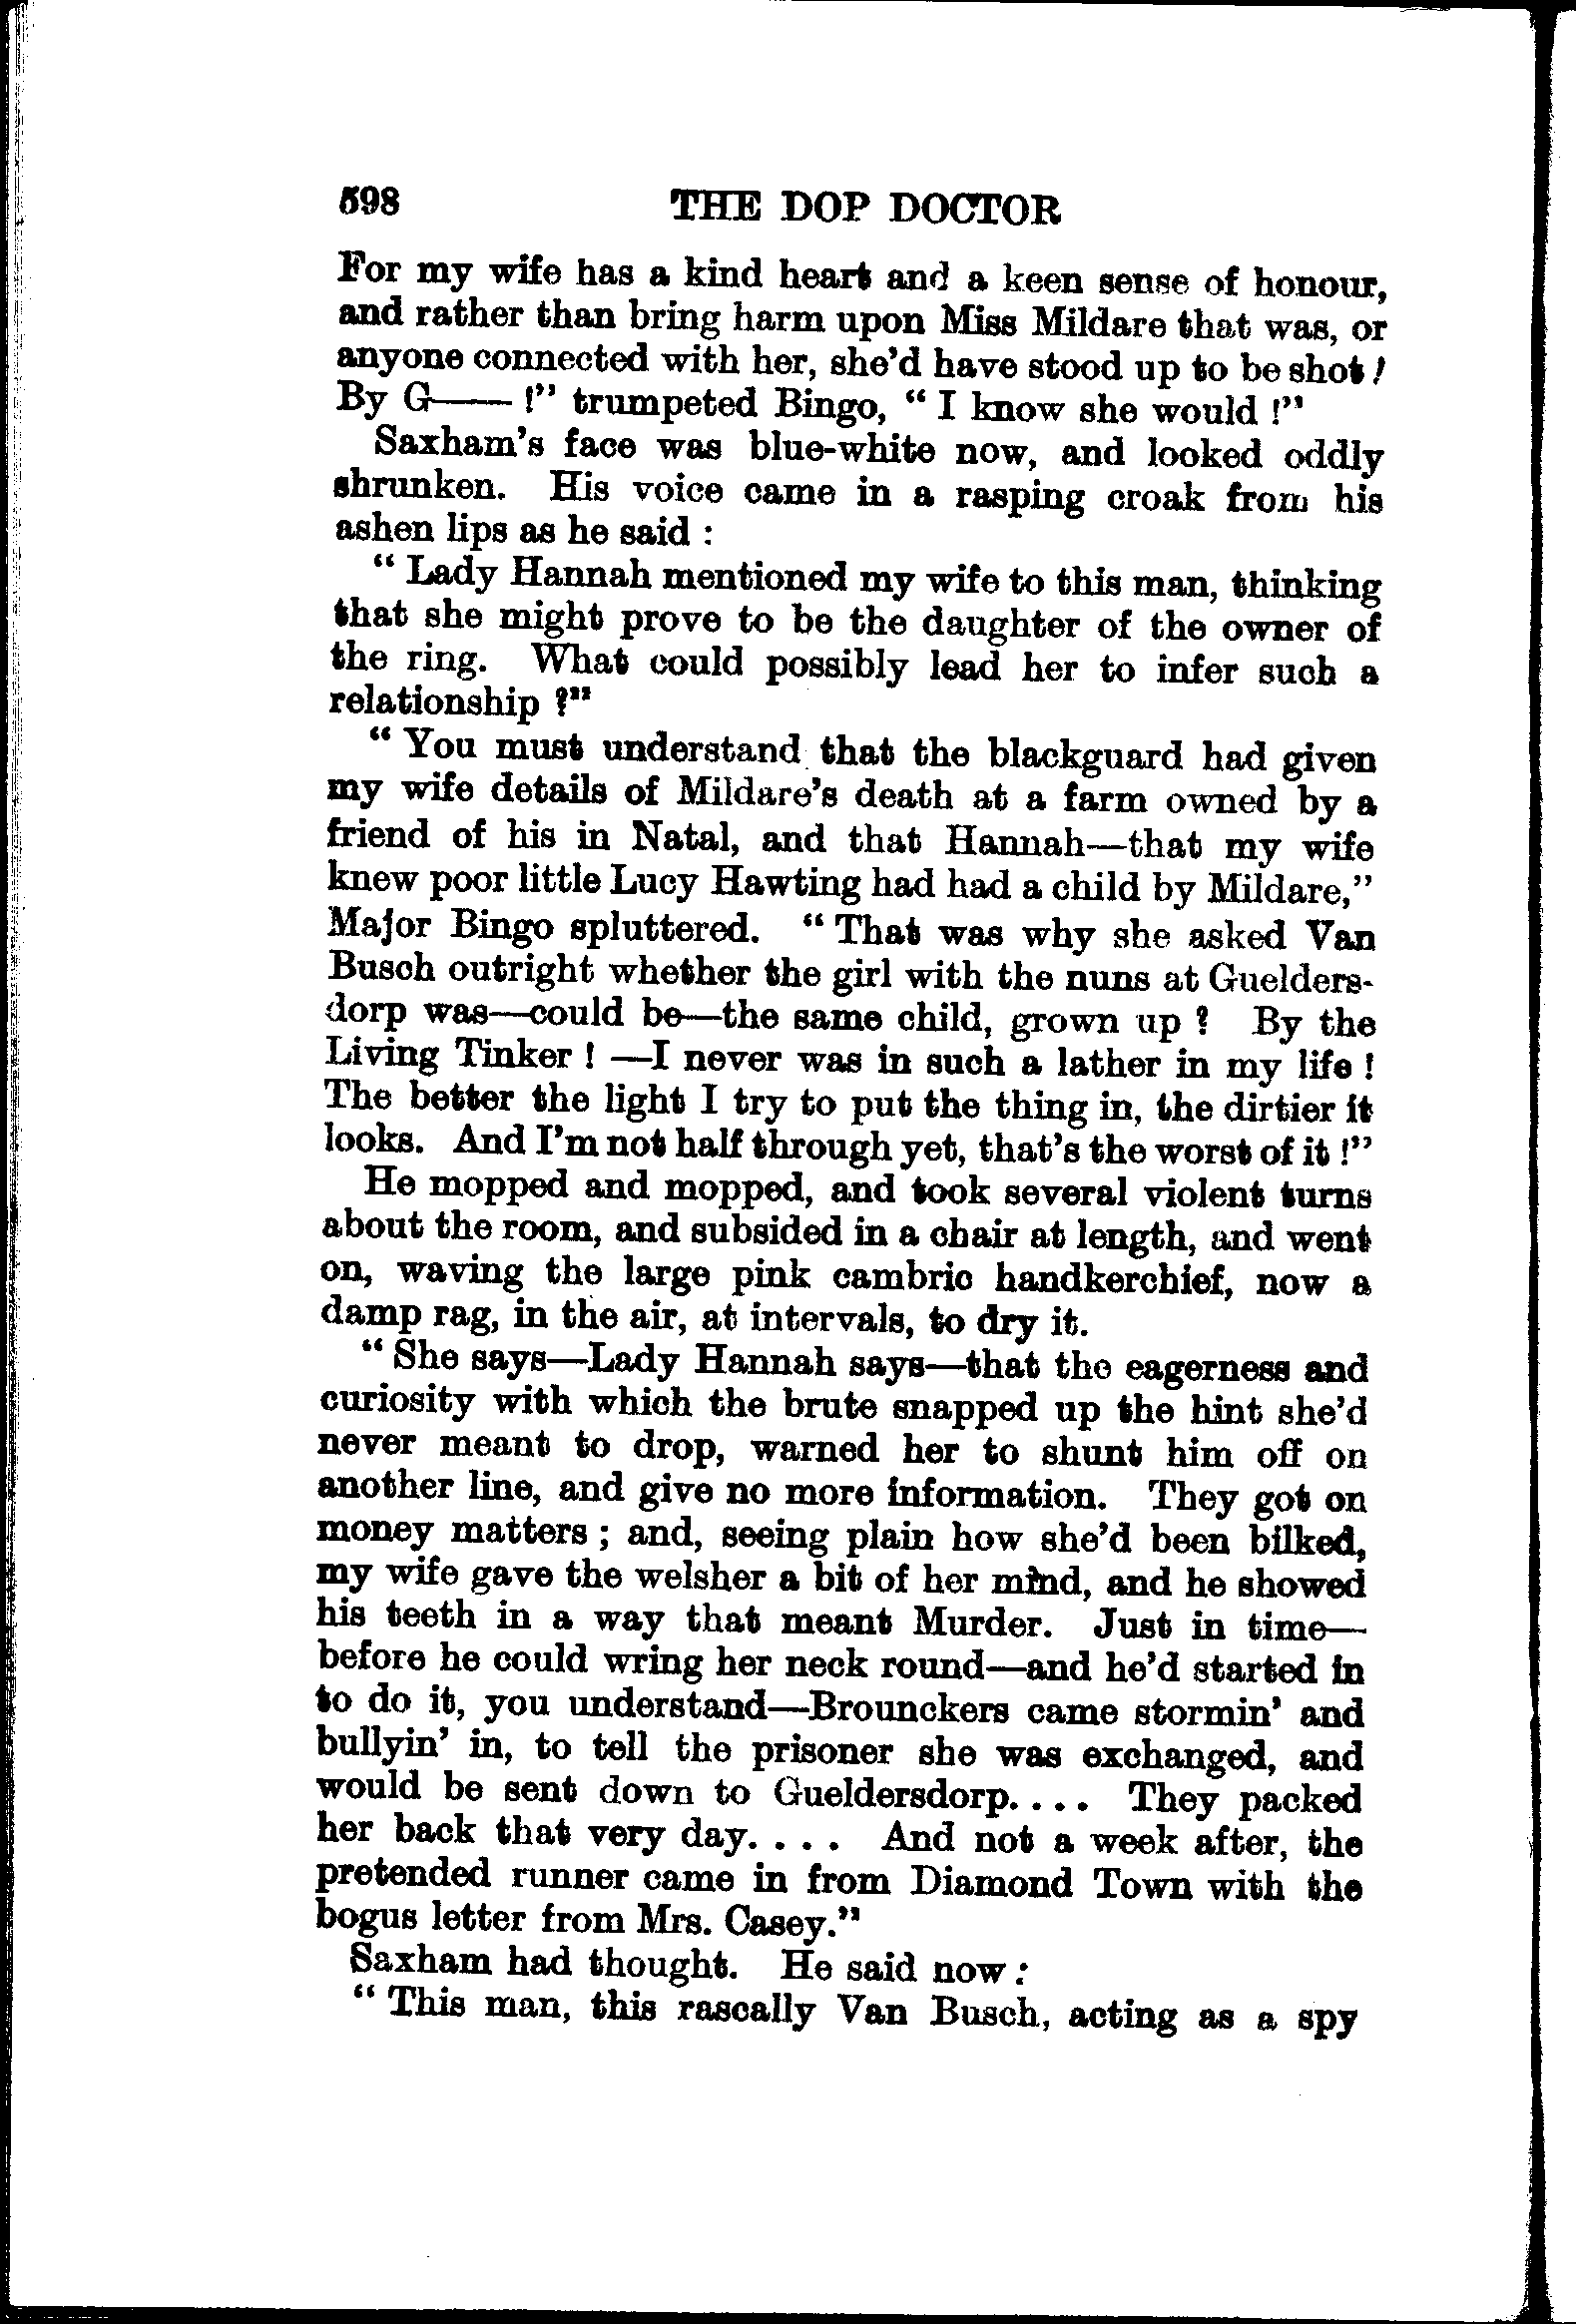 598 THE DOP DOCTOR
For my wife has a kind heart and a keen sense of honour,
and rather than bring harm upon Miss Mildare that was, or
anyone connected with her, she'd have stood up to be shot!
By G—— !" trumpeted Bingo, "I know she would!"
Saxham's face was blue-white now, and looked oddly
shrunken. His voice came in a rasping croak from his
ashen lips as he said:
"Lady Hannah mentioned my wife to this man, thinking
that she might prove to be the daughter of the owner of
the ring. What could possibly lead her to infer such a
relationship?"
"You must understand that the blackguard had given
my wife details of Mildare's death at a farm owned by a
friend of his in Natal, and that Hannah—that my wife
knew poor little Lucy Hawting had had a child by Mildare,"
Major Bingo spluttered. "That was why she asked Van
Busch outright whether the girl with the nuns at Guelders-
dorp was—could be—the same child, grown up? By the
Living Tinker! —I never was in such a lather in my life!
The better the light I try to put the thing in, the dirtier it
looks. And I'm not half through yet, that's the worst of it!"
He mopped and mopped, and took several violent turns
about the room, and subsided in a chair at length, and went
on, waving the large pink cambric handkerchief, now a
damp rag, in the air, at intervals, to dry it.
"She says—Lady Hannah says—that the eagerness and
curiosity with which the brute snapped up the hint she'd
never meant to drop, warned her to shunt him off on
another line, and give no more information. They got on
money matters; and, seeing plain how she'd been bilked,
my wife gave the welsher a bit of her mind, and he showed
his teeth in a way that meant Murder. Just in time—
before he could wring her neck round—and he'd started in
to do it, you understand—Brounckers came stormin' and
bullyin' in, to tell the prisoner she was exchanged, and
would be sent down to Gueldersdorp.... They packed
her back that very day.... And not a week after, the
pretended runner came in from Diamond Town with the
bogus letter from Mrs. Casey."
Saxham had thought. He said now:
"This man, this rascally Van Busch, acting as a spy